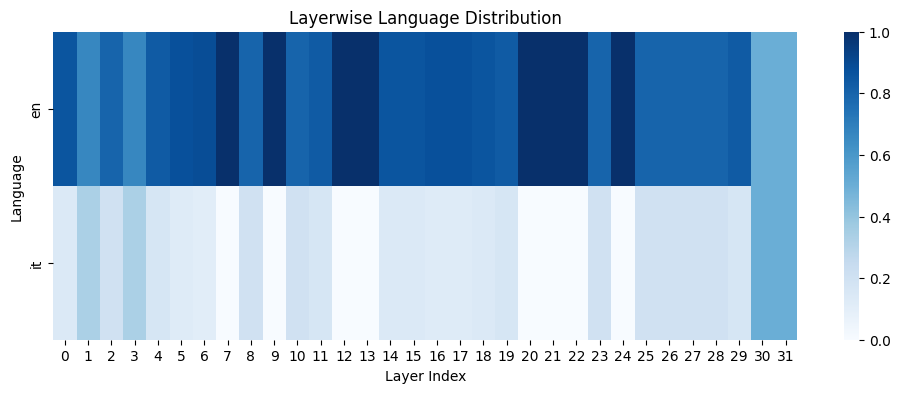 Layerwise Language Distribution
1.0
0.8
0.6
0.4
0.2
0.0
en
it
Language
0 1 2 3 4 5 6 7 8 9 10 11 12 13 14 15 16 17 18 19 20 21 22 23 24 25 26 27 28 29 30 31
Layer Index